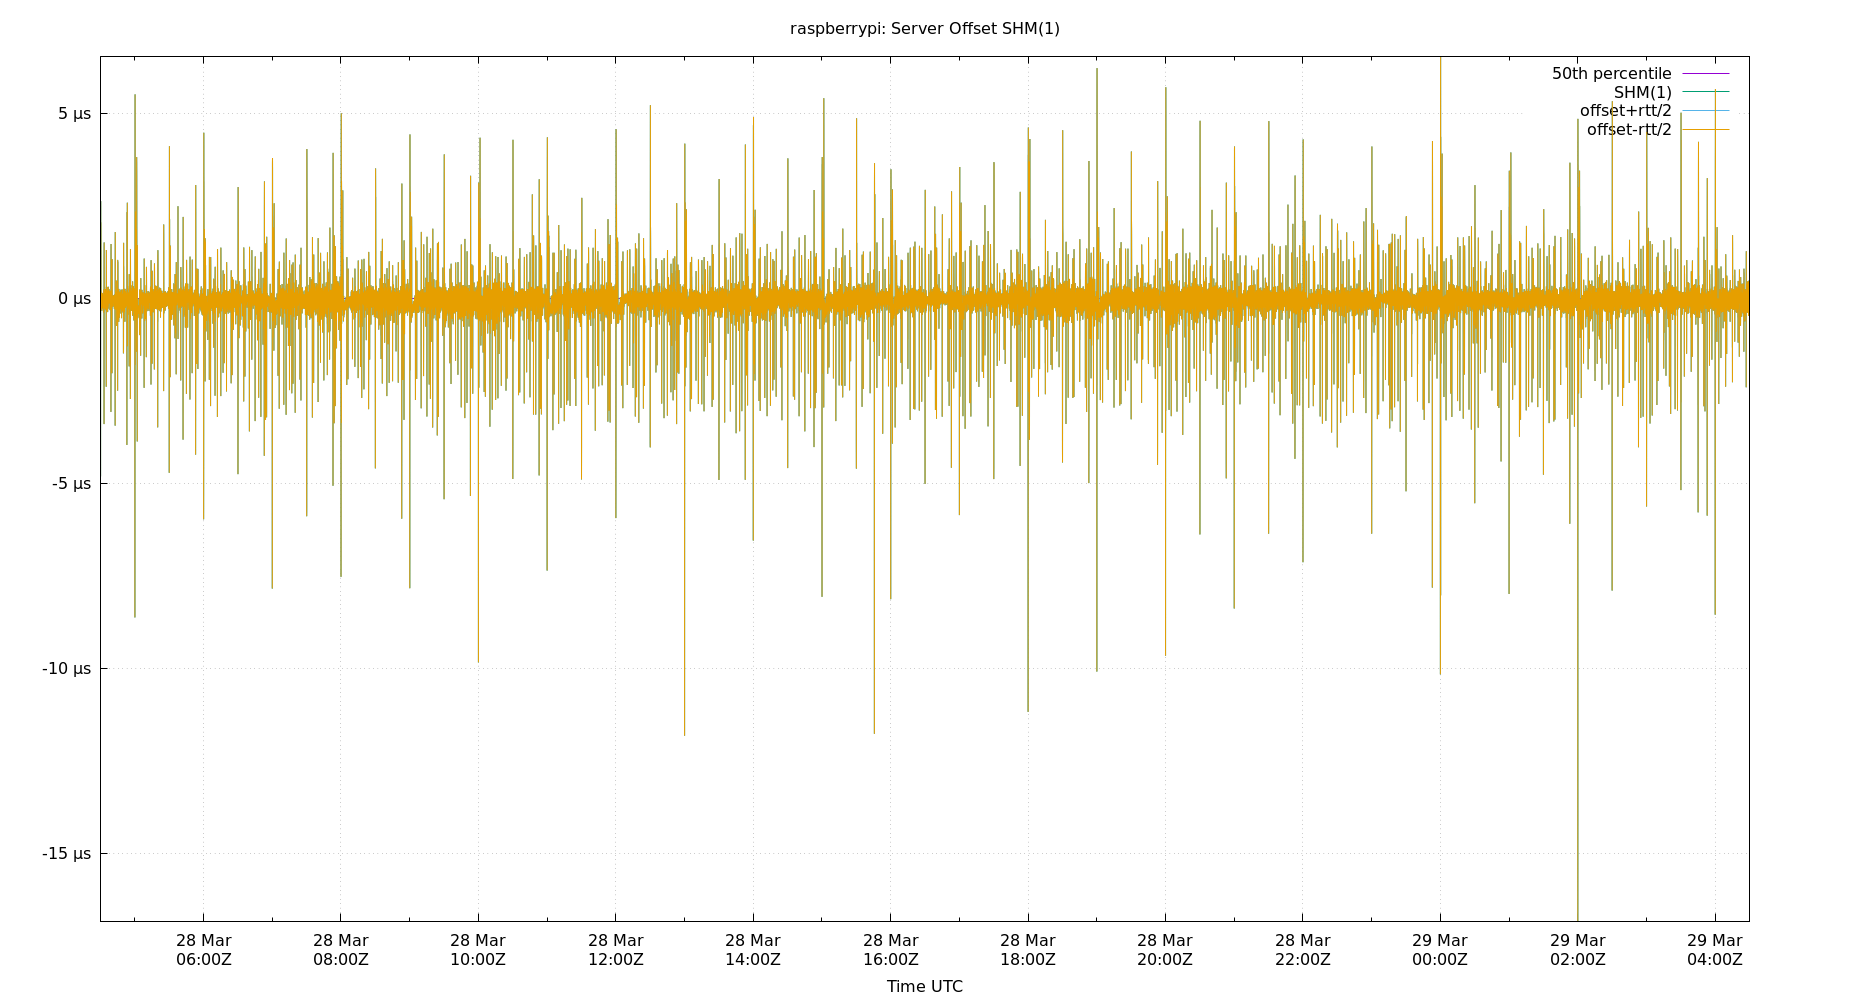 raspberrypi: Server Offset SHM(1)
50th percentile
SHM(1)
offset+rtt/2
offset-rtt/2
5 µs
0 µs
-5 µs
-10 µs
-15 µs
28 Mar 28 Mar 28 Mar 28 Mar 28 Mar 28 Mar 28 Mar 28 Mar 28 Mar 29 Mar 29 Mar 29 Mar
06:00Z 08:00Z 10:00Z 12:00Z 14:00Z 16:00Z 18:00Z 20:00Z 22:00Z 00:00Z 02:00Z 04:00Z
Time UTC